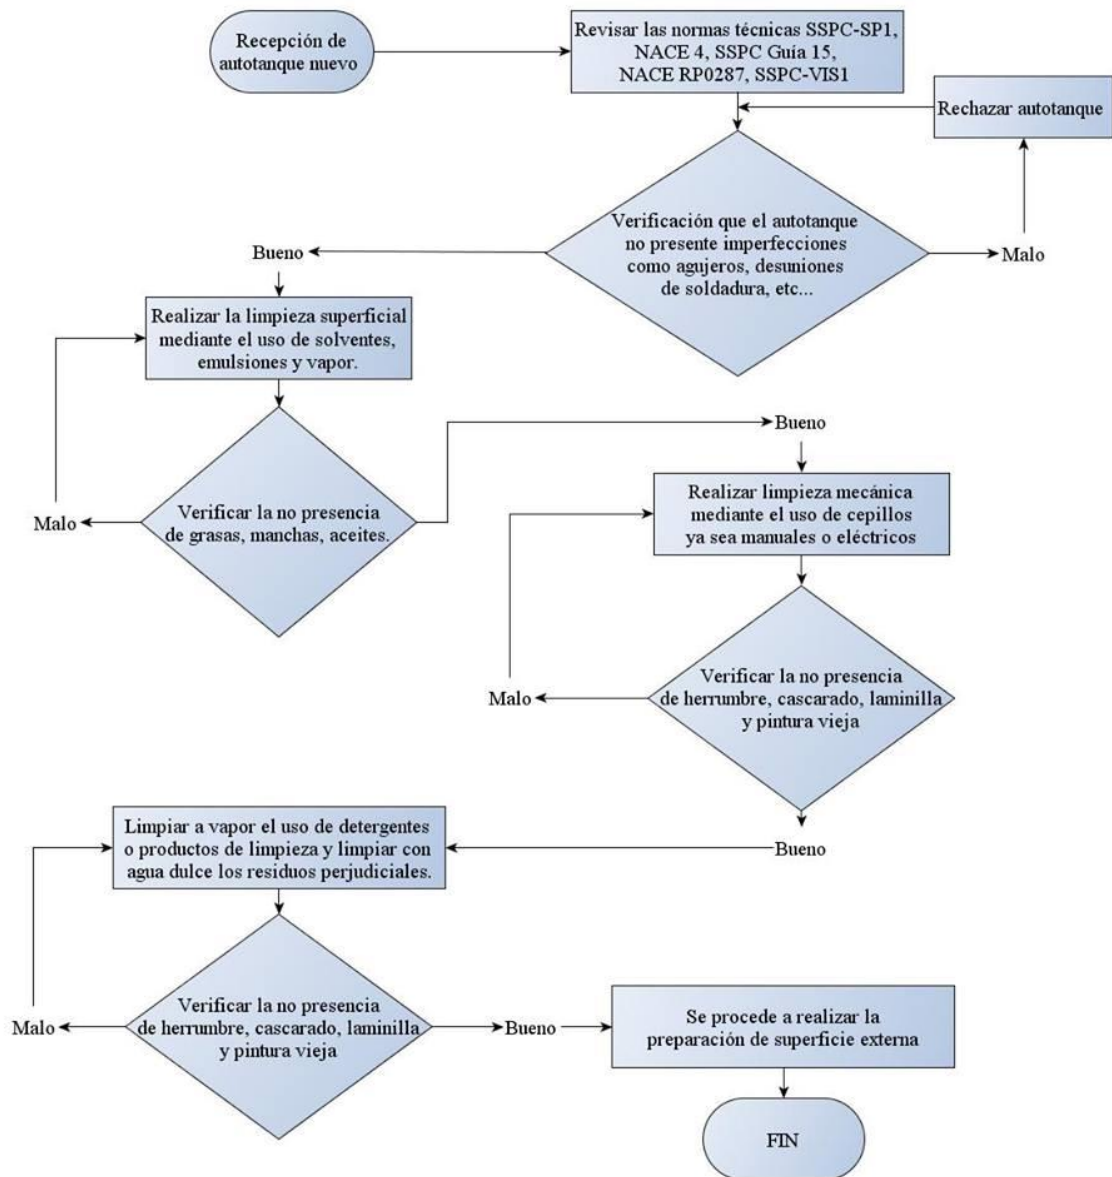 Recepción de
autotanque nuevo
Revisar las normas técnicas SSPC-SP1,
NACE 4, SSPC Guía 15,
NACE RP0287, SSPC-VIS1
Rechazar autotanque
Verificación que el autotanque
no presente imperfecciones
como agujeros, desuniones
de soldadura, etc...
Bueno
Malo
Realizar la limpieza superficial
mediante el uso de solventes,
emulsiones y vapor.
Verificar la no presencia
de grasas, manchas, aceites.
Malo
Bueno
Realizar limpieza mecánica
mediante el uso de cepillos
ya sea manuales o eléctricos
Verificar la no presencia
de herrumbre, cascarado, laminilla
y pintura vieja
Malo
Bueno
Limpiar a vapor el uso de detergentes
o productos de limpieza y limpiar con
agua dulce los residuos perjudiciales.
Verificar la no presencia
de herrumbre, cascarado, laminilla
y pintura vieja
Malo
Bueno
Se procede a realizar la
preparación de superficie externa
FIN